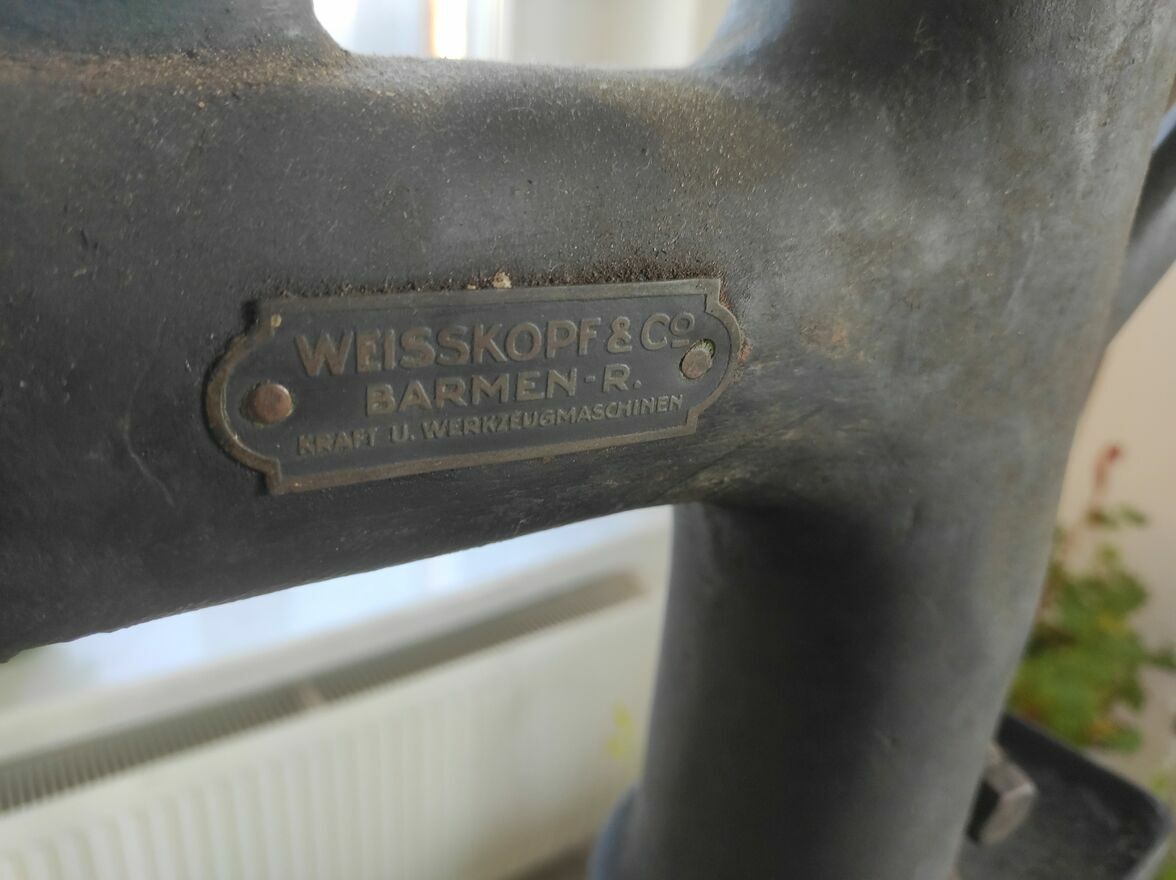 WEISSKOPF & Cº
BARMEN-R.
KRAFT U. WERKZEUGMASCHINEN